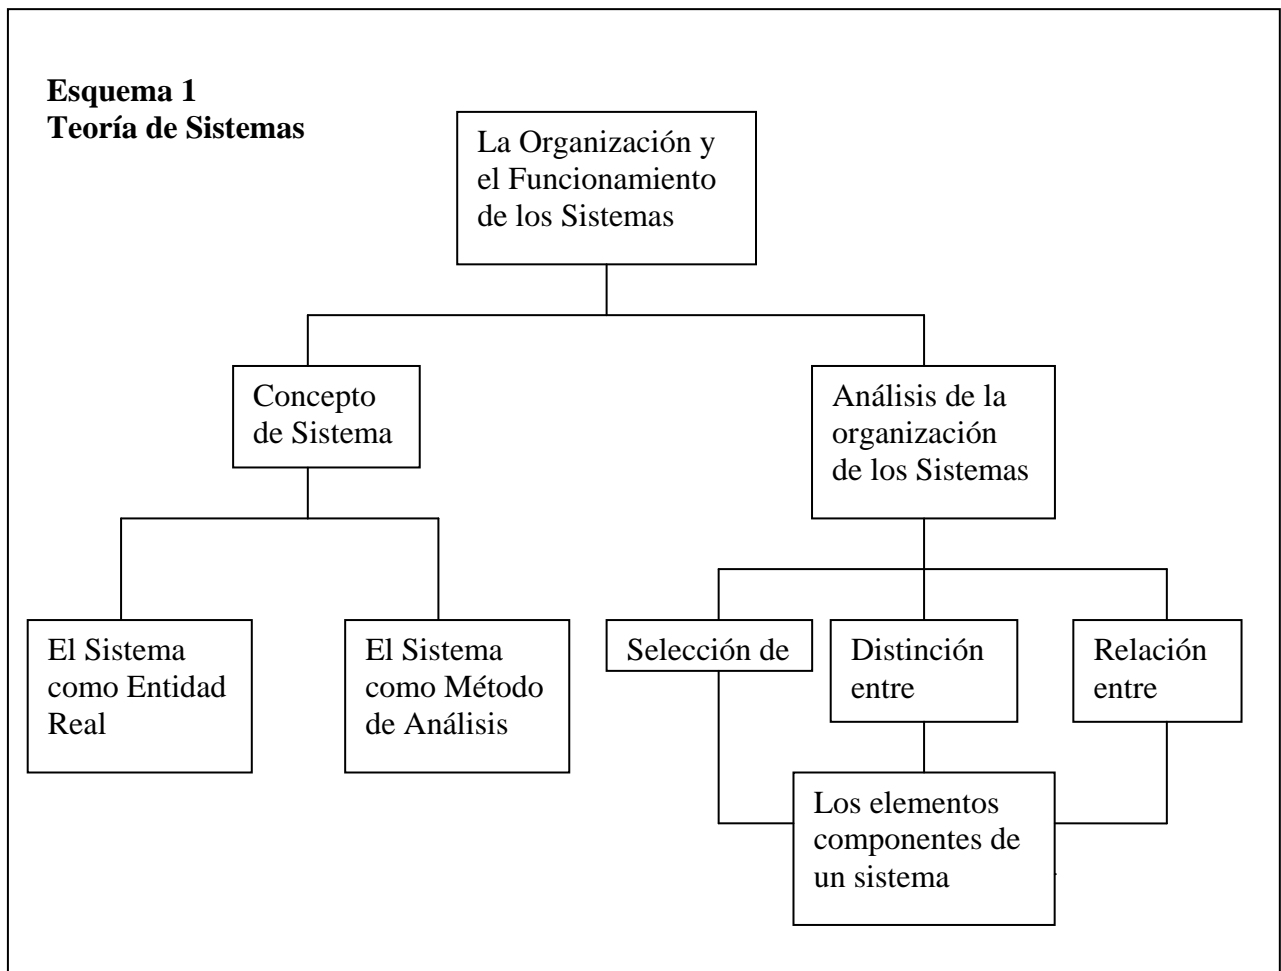 Esquema 1
Teoría de Sistemas
La Organización y
el Funcionamiento
de los Sistemas
Concepto
de Sistema
Análisis de la
organización
de los Sistemas
El Sistema
como Entidad
Real
El Sistema
como Método
de Análisis
Selección de
Distinción
entre
Relación
entre
Los elementos
componentes de
un sistema